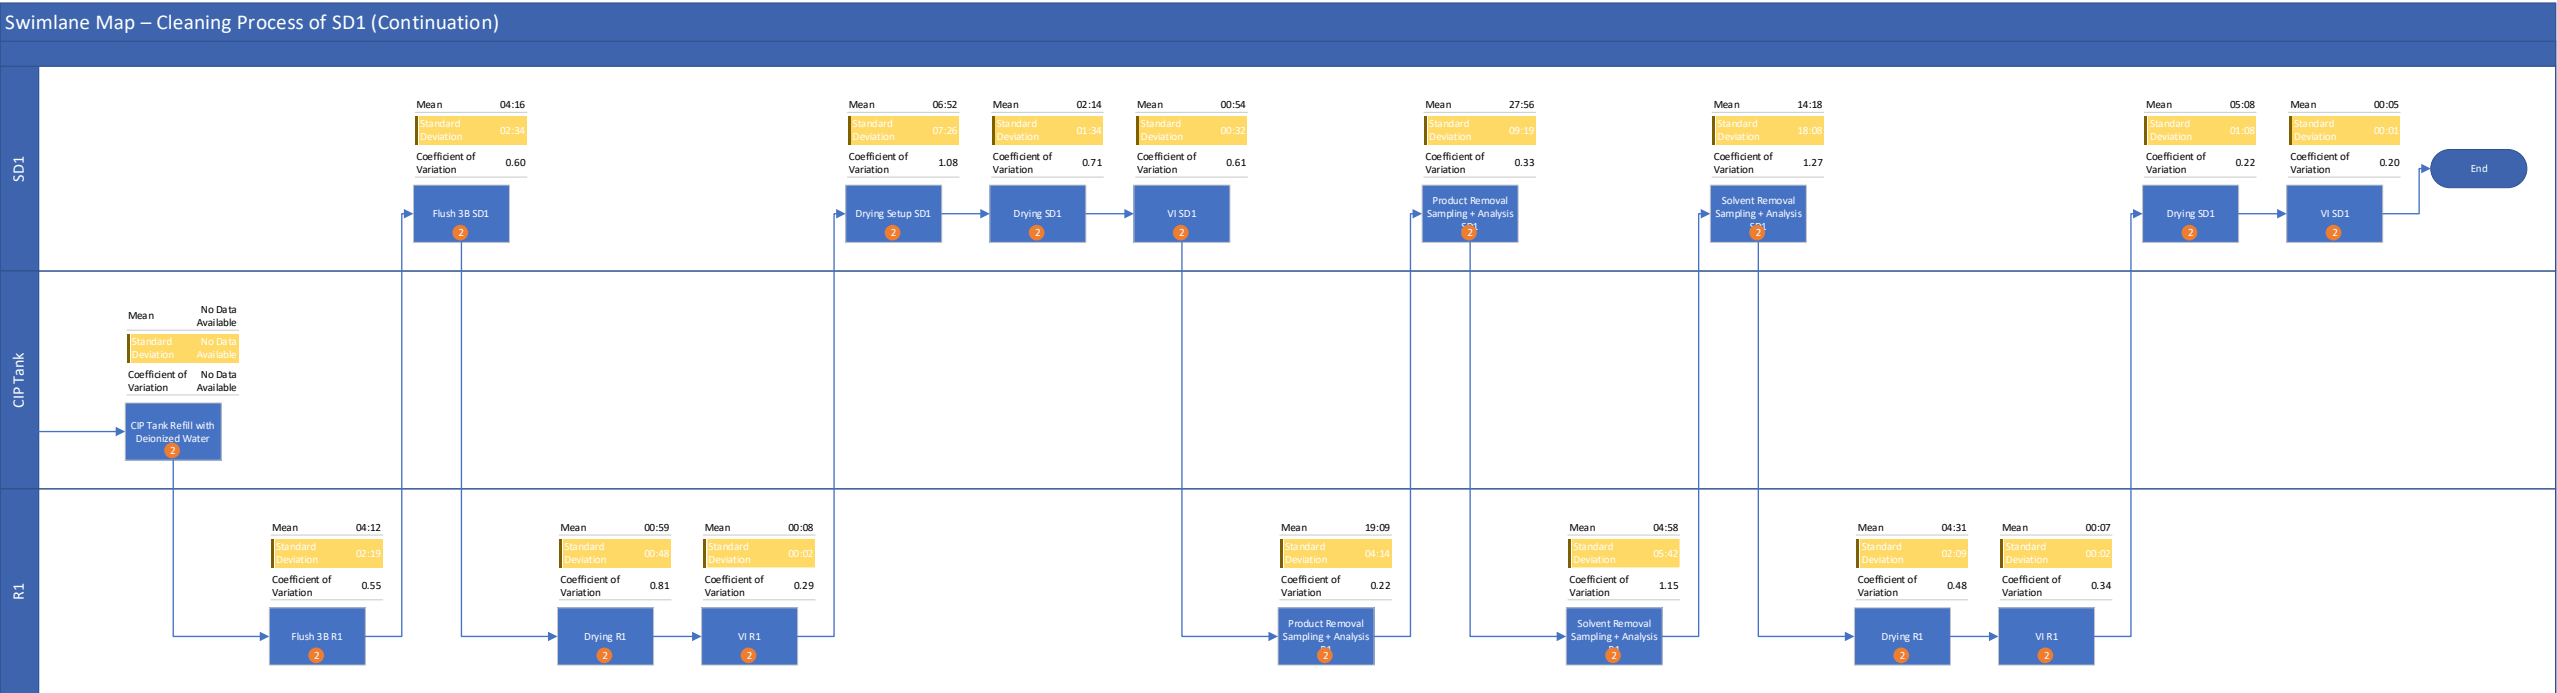 Swimlane Map – Cleaning Process of SD1 (Continuation)
SD1
Mean 04:16
Standard
Deviation 02:34
Coefficient of
Variation 0.60
Flush 3B SD1
2
Mean 06:52
Standard
Deviation 07:26
Coefficient of
Variation 1.08
Drying Setup SD1
2
Mean 02:14
Standard
Deviation 01:34
Coefficient of
Variation 0.71
Drying SD1
2
Mean 00:54
Standard
Deviation 00:32
Coefficient of
Variation 0.61
VI SD1
2
Mean 27:56
Standard
Deviation 09:19
Coefficient of
Variation 0.33
Product Removal
Sampling + Analysis
SD1
2
Mean 14:18
Standard
Deviation 18:08
Coefficient of
Variation 1.27
Solvent Removal
Sampling + Analysis
SD1
2
Mean 05:08
Standard
Deviation 01:08
Coefficient of
Variation 0.22
Drying SD1
2
Mean 00:05
Standard
Deviation 00:01
Coefficient of
Variation 0.20
VI SD1
2
End
CIP Tank
Mean No Data
Available
Standard No Data
Deviation Available
Coefficient of No Data
Variation Available
CIP Tank Refill with
Deionized Water
2
R1
Mean 04:12
Standard
Deviation 02:19
Coefficient of
Variation 0.55
Flush 3B R1
2
Mean 00:59
Standard
Deviation 00:48
Coefficient of
Variation 0.81
Drying R1
2
Mean 00:08
Standard
Deviation 00:02
Coefficient of
Variation 0.29
VI R1
2
Mean 19:09
Standard
Deviation 04:14
Coefficient of
Variation 0.22
Product Removal
Sampling + Analysis
R1
2
Mean 04:58
Standard
Deviation 05:42
Coefficient of
Variation 1.15
Solvent Removal
Sampling + Analysis
R1
2
Mean 04:31
Standard
Deviation 02:09
Coefficient of
Variation 0.48
Drying R1
2
Mean 00:07
Standard
Deviation 00:02
Coefficient of
Variation 0.34
VI R1
2